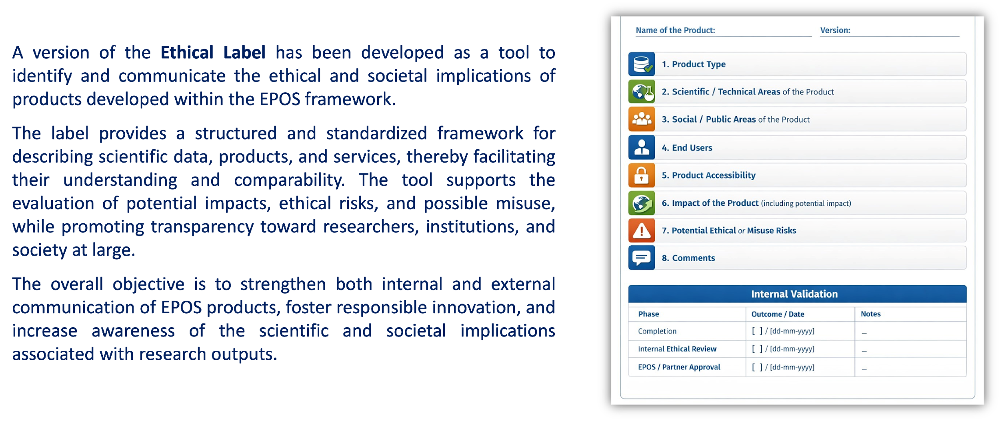 A version of the Ethical Label has been developed as a tool to
identify and communicate the ethical and societal implications of
products developed within the EPOS framework.
The label provides a structured and standardized framework for
describing scientific data, products, and services, thereby facilitating
their understanding and comparability. The tool supports the
evaluation of potential impacts, ethical risks, and possible misuse,
while promoting transparency toward researchers, institutions, and
society at large.
The overall objective is to strengthen both internal and external
communication of EPOS products, foster responsible innovation, and
increase awareness of the scientific and societal implications
associated with research outputs.
Name of the Product: Version:
1. Product Type
2. Scientific / Technical Areas of the Product
3. Social / Public Areas of the Product
4. End Users
5. Product Accessibility
6. Impact of the Product (including potential impact)
7. Potential Ethical or Misuse Risks
8. Comments
Internal Validation
Phase Outcome / Date Notes
Completion [ ] / [dd-mm-yyyy] _
Internal Ethical Review [ ] / [dd-mm-yyyy] _
EPOS / Partner Approval [ ] / [dd-mm-yyyy] _